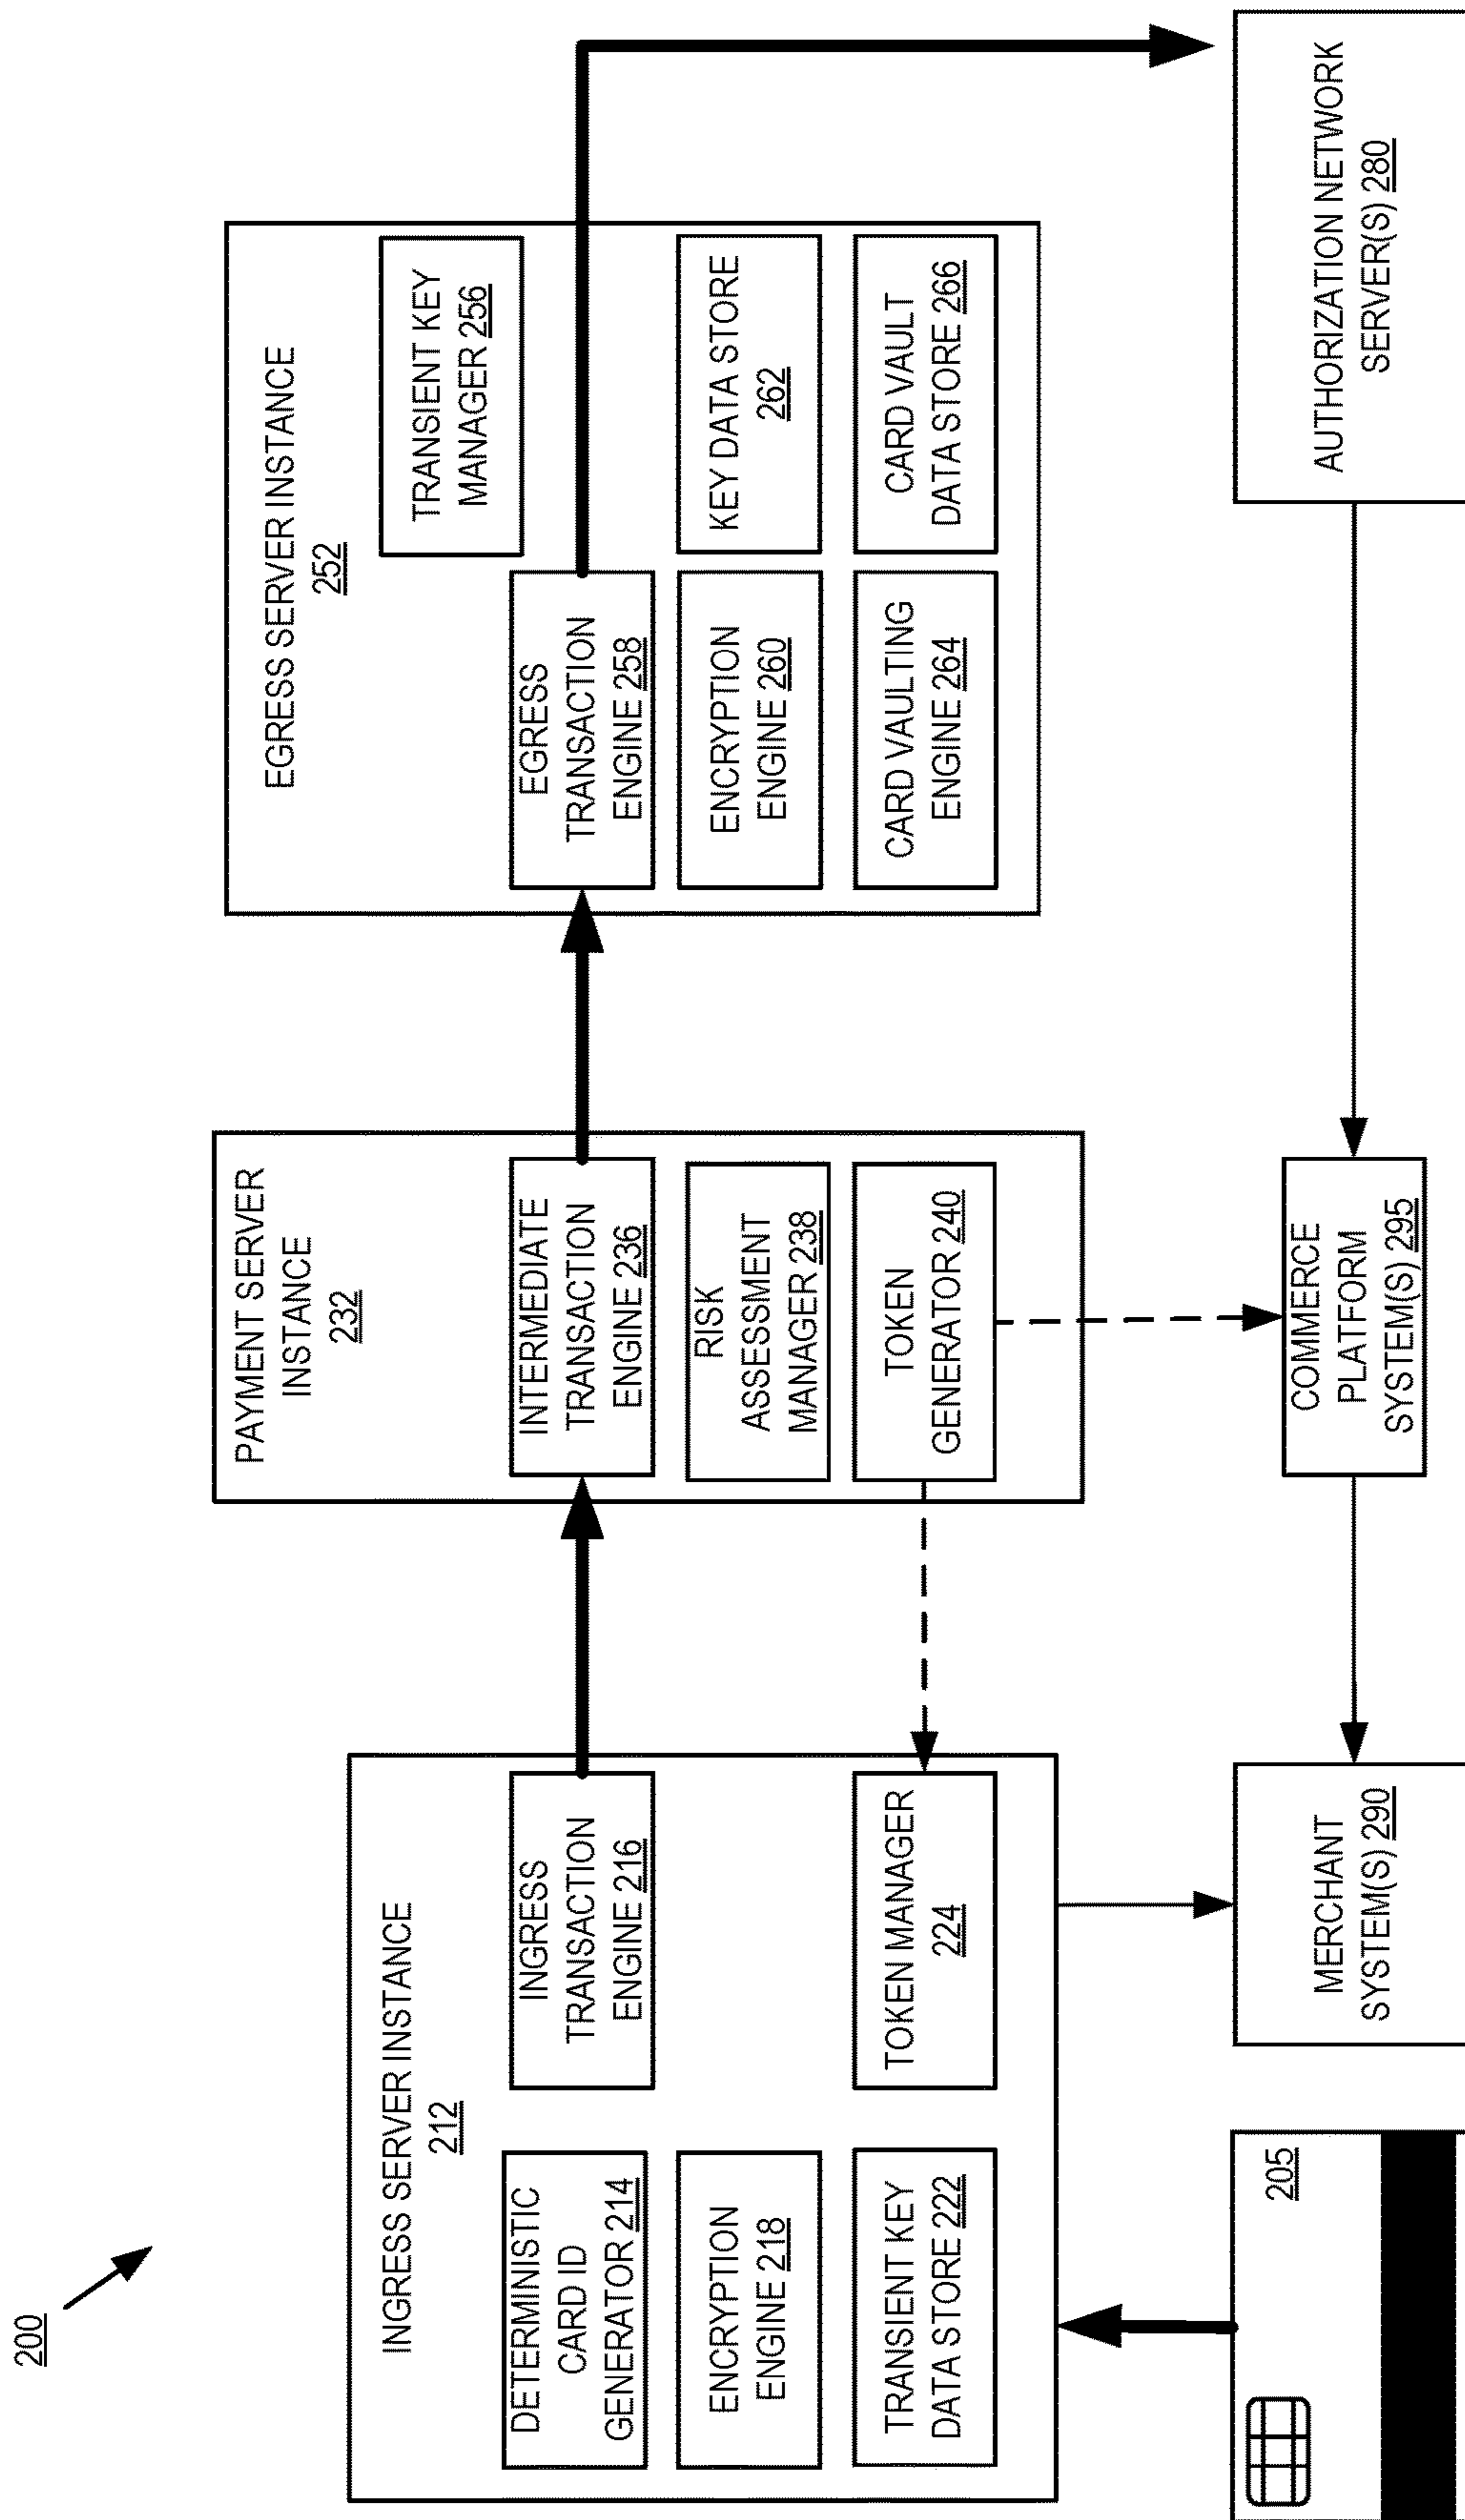 200
INGRESS SERVER INSTANCE
212
DETERMINISTIC
CARD ID
GENERATOR 214
INGRESS
TRANSACTION
ENGINE 216
ENCRYPTION
ENGINE 218
TRANSIENT KEY
DATA STORE 222
TOKEN MANAGER
224
PAYMENT SERVER
INSTANCE
232
INTERMEDIATE
TRANSACTION
ENGINE 236
RISK
ASSESSMENT
MANAGER 238
TOKEN
GENERATOR 240
EGRESS SERVER INSTANCE
252
TRANSIENT KEY
MANAGER 256
EGRESS
TRANSACTION
ENGINE 258
ENCRYPTION
ENGINE 260
KEY DATA STORE
262
CARD VAULTING
ENGINE 264
CARD VAULT
DATA STORE 266
205
MERCHANT
SYSTEM(S) 290
COMMERCE
PLATFORM
SYSTEM(S) 295
AUTHORIZATION NETWORK
SERVER(S) 280